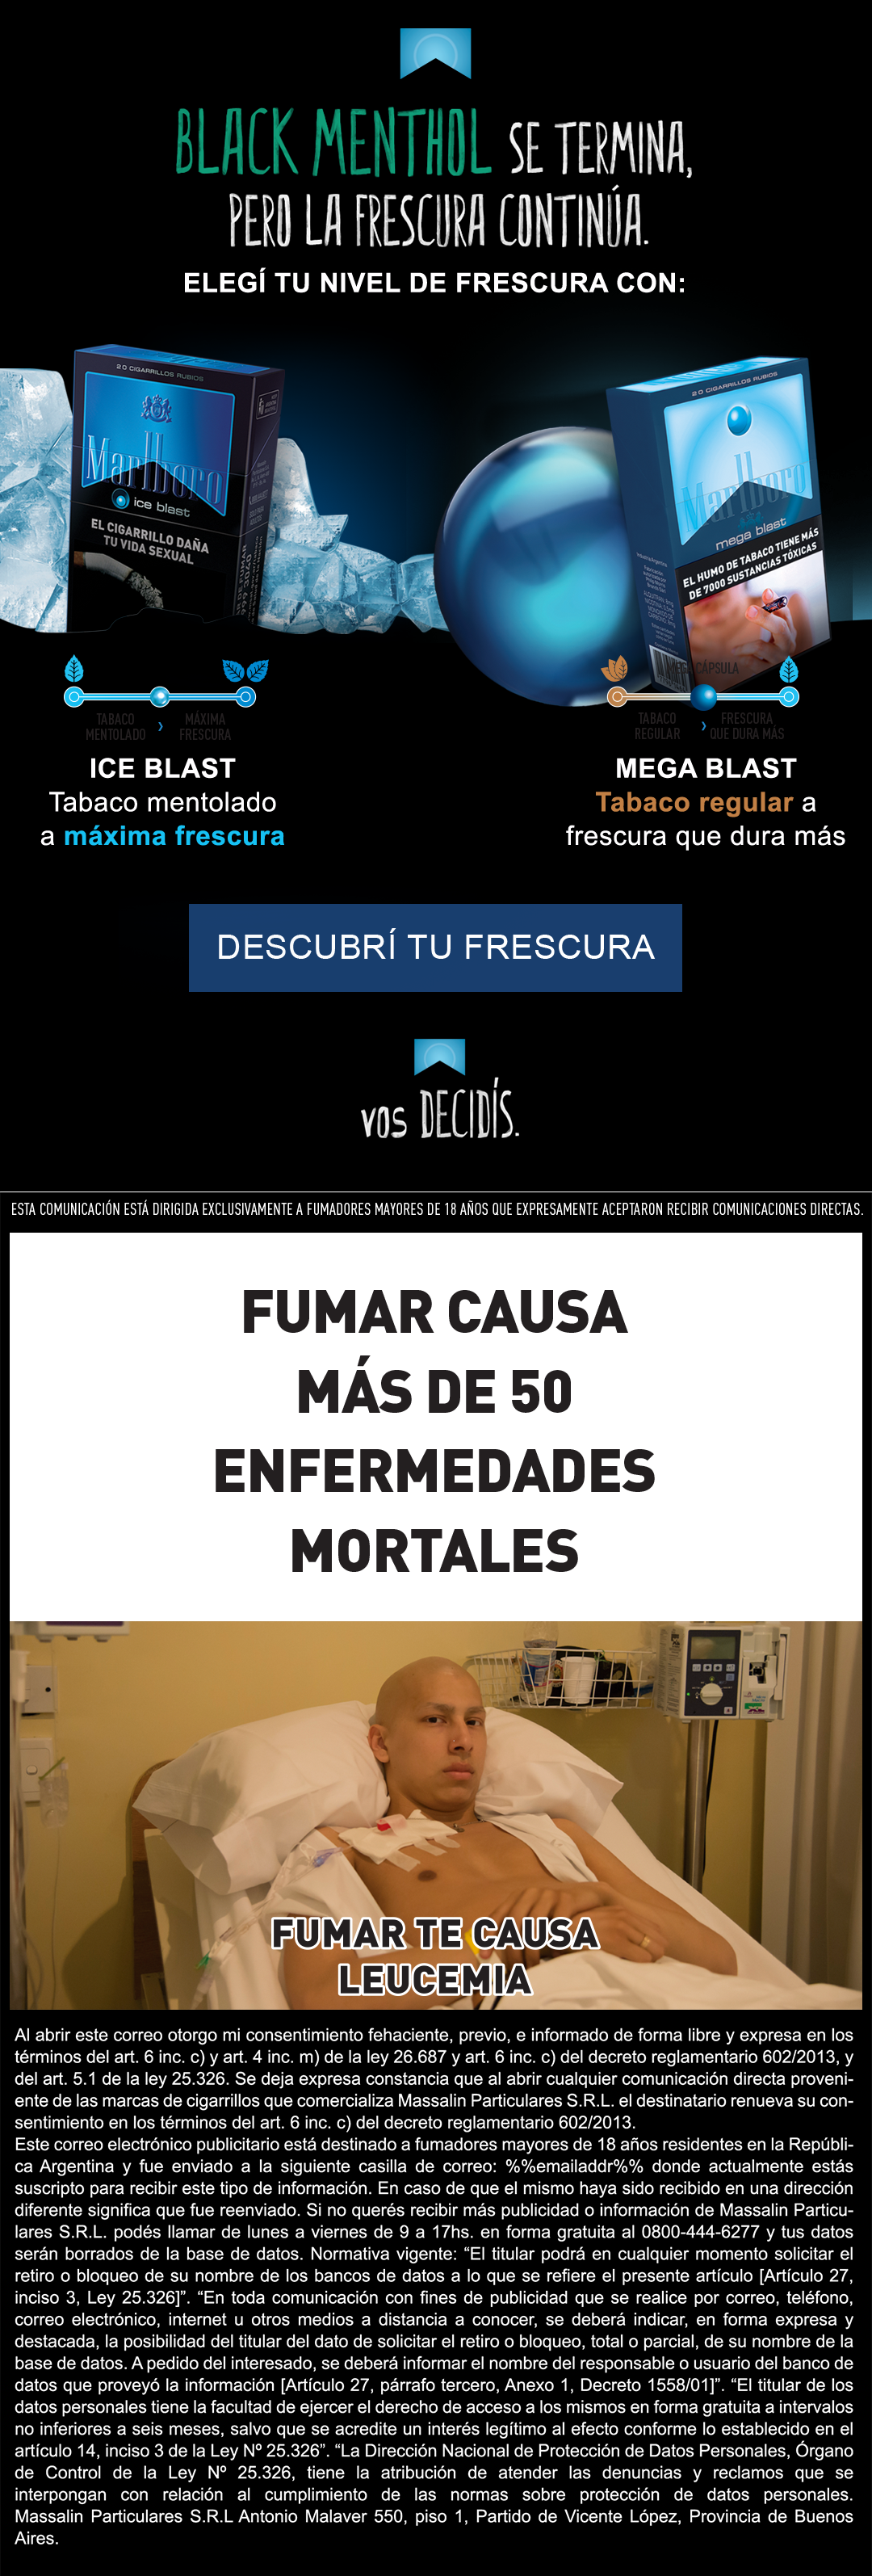 BLACK MENTHOL SE TERMINA,
PERO LA FRESCURA CONTINÚA.
ELEGÍ TU NIVEL DE FRESCURA CON:
20 CIGARRILLOS RUBIOS
Marlboro
ice blast
EL CIGARRILLO DAÑA
TU VIDA SEXUAL
20 CIGARRILLOS RUBIOS
Marlboro
mega blast
EL HUMO DE TABACO TIENE MÁS
DE 7000 SUSTANCIAS TÓXICAS
Industria Argentina
TABACO
MENTOLADO
MÁXIMA
FRESCURA
CÁPSULA
TABACO
REGULAR
FRESCURA
QUE DURA MÁS
ICE BLAST
Tabaco mentolado
a máxima frescura
MEGA BLAST
Tabaco regular a
frescura que dura más
DESCUBRÍ TU FRESCURA
VOS DECIDÍS.
ESTA COMUNICACIÓN ESTÁ DIRIGIDA EXCLUSIVAMENTE A FUMADORES MAYORES DE 18 AÑOS QUE EXPRESAMENTE ACEPTARON RECIBIR COMUNICACIONES DIRECTAS.
FUMAR CAUSA
MÁS DE 50
ENFERMEDADES
MORTALES
FUMAR TE CAUSA
LEUCEMIA
Al abrir este correo otorgo mi consentimiento fehaciente, previo, e informado de forma libre y expresa en los
términos del art. 6 inc. c) y art. 4 inc. m) de la ley 26.687 y art. 6 inc. c) del decreto reglamentario 602/2013, y
del art. 5.1 de la ley 25.326. Se deja expresa constancia que al abrir cualquier comunicación directa proveni-
ente de las marcas de cigarrillos que comercializa Massalin Particulares S.R.L. el destinatario renueva su con-
sentimiento en los términos del art. 6 inc. c) del decreto reglamentario 602/2013.
Este correo electrónico publicitario está destinado a fumadores mayores de 18 años residentes en la Repúbli-
ca Argentina y fue enviado a la siguiente casilla de correo: %%emailaddr%% donde actualmente estás
suscripto para recibir este tipo de información. En caso de que el mismo haya sido recibido en una dirección
diferente significa que fue reenviado. Si no querés recibir más publicidad o información de Massalin Particu-
lares S.R.L. podés llamar de lunes a viernes de 9 a 17hs. en forma gratuita al 0800-444-6277 y tus datos
serán borrados de la base de datos. Normativa vigente: “El titular podrá en cualquier momento solicitar el
retiro o bloqueo de su nombre de los bancos de datos a lo que se refiere el presente artículo [Artículo 27,
inciso 3, Ley 25.326]”. “En toda comunicación con fines de publicidad que se realice por correo, teléfono,
correo electrónico, internet u otros medios a distancia a conocer, se deberá indicar, en forma expresa y
destacada, la posibilidad del titular del dato de solicitar el retiro o bloqueo, total o parcial, de su nombre de la
base de datos. A pedido del interesado, se deberá informar el nombre del responsable o usuario del banco de
datos que proveyó la información [Artículo 27, párrafo tercero, Anexo 1, Decreto 1558/01]”. “El titular de los
datos personales tiene la facultad de ejercer el derecho de acceso a los mismos en forma gratuita a intervalos
no inferiores a seis meses, salvo que se acredite un interés legítimo al efecto conforme lo establecido en el
artículo 14, inciso 3 de la Ley Nº 25.326”. “La Dirección Nacional de Protección de Datos Personales, Órgano
de Control de la Ley Nº 25.326, tiene la atribución de atender las denuncias y reclamos que se
interpongan con relación al cumplimiento de las normas sobre protección de datos personales.
Massalin Particulares S.R.L Antonio Malaver 550, piso 1, Partido de Vicente López, Provincia de Buenos
Aires.